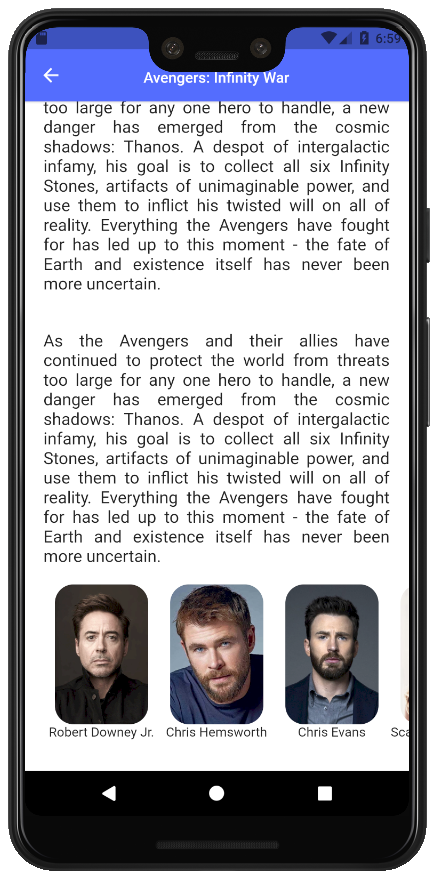 6:59
Avengers: Infinity War
too large for any one hero to handle, a new
danger has emerged from the cosmic
shadows: Thanos. A despot of intergalactic
infamy, his goal is to collect all six Infinity
Stones, artifacts of unimaginable power, and
use them to inflict his twisted will on all of
reality. Everything the Avengers have fought
for has led up to this moment - the fate of
Earth and existence itself has never been
more uncertain.
As the Avengers and their allies have
continued to protect the world from threats
too large for any one hero to handle, a new
danger has emerged from the cosmic
shadows: Thanos. A despot of intergalactic
infamy, his goal is to collect all six Infinity
Stones, artifacts of unimaginable power, and
use them to inflict his twisted will on all of
reality. Everything the Avengers have fought
for has led up to this moment - the fate of
Earth and existence itself has never been
more uncertain.
Robert Downey Jr. Chris Hemsworth Chris Evans Sca